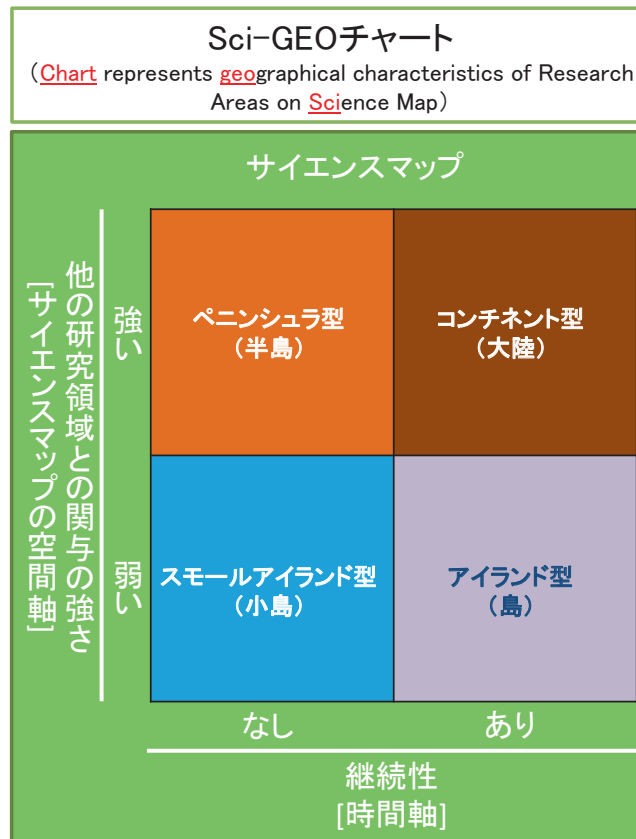 Sci-GEOチャート
（Chart represents geographical characteristics of Research
Areas on Science Map）
サイエンスマップ
他の研究領域との関与の強さ
[サイエンスマップの空間軸]
強い
ペニンシュラ型
（半島）
コンチネント型
（大陸）
弱い
スモールアイランド型
（小島）
アイランド型
（島）
なし
あり
継続性
[時間軸]